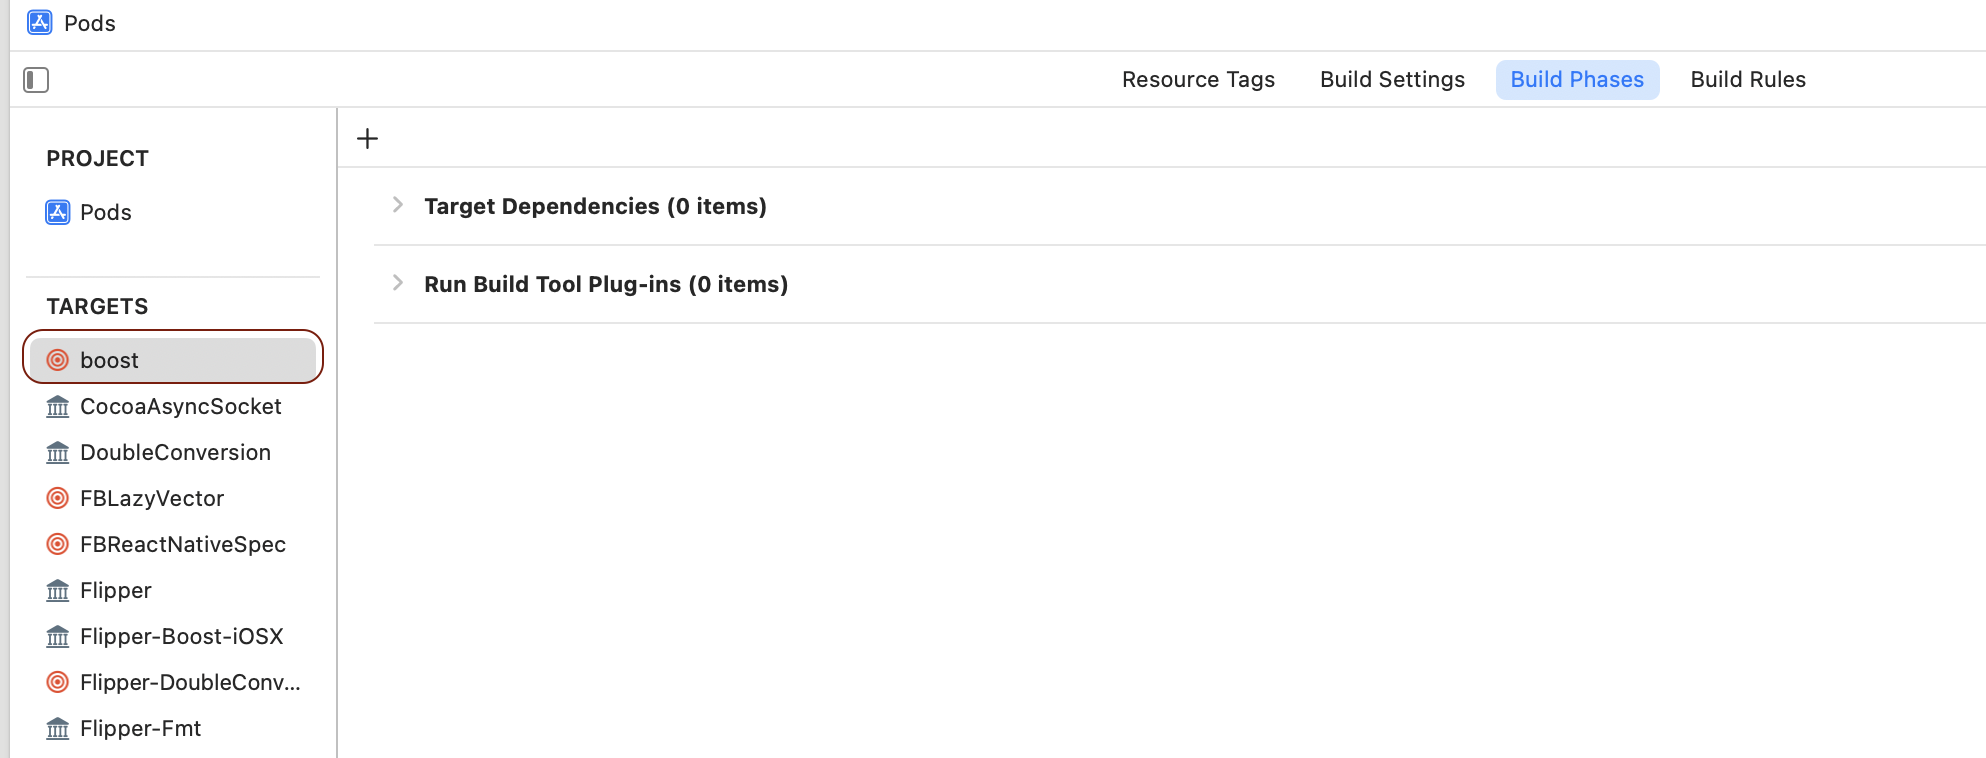 Pods
Resource Tags Build Settings Build Phases Build Rules
PROJECT
Pods
TARGETS
boost
CocoaAsyncSocket
DoubleConversion
FBLazyVector
FBReactNativeSpec
Flipper
Flipper-Boost-iOSX
Flipper-DoubleConv...
Flipper-Fmt
Target Dependencies (0 items)
Run Build Tool Plug-ins (0 items)